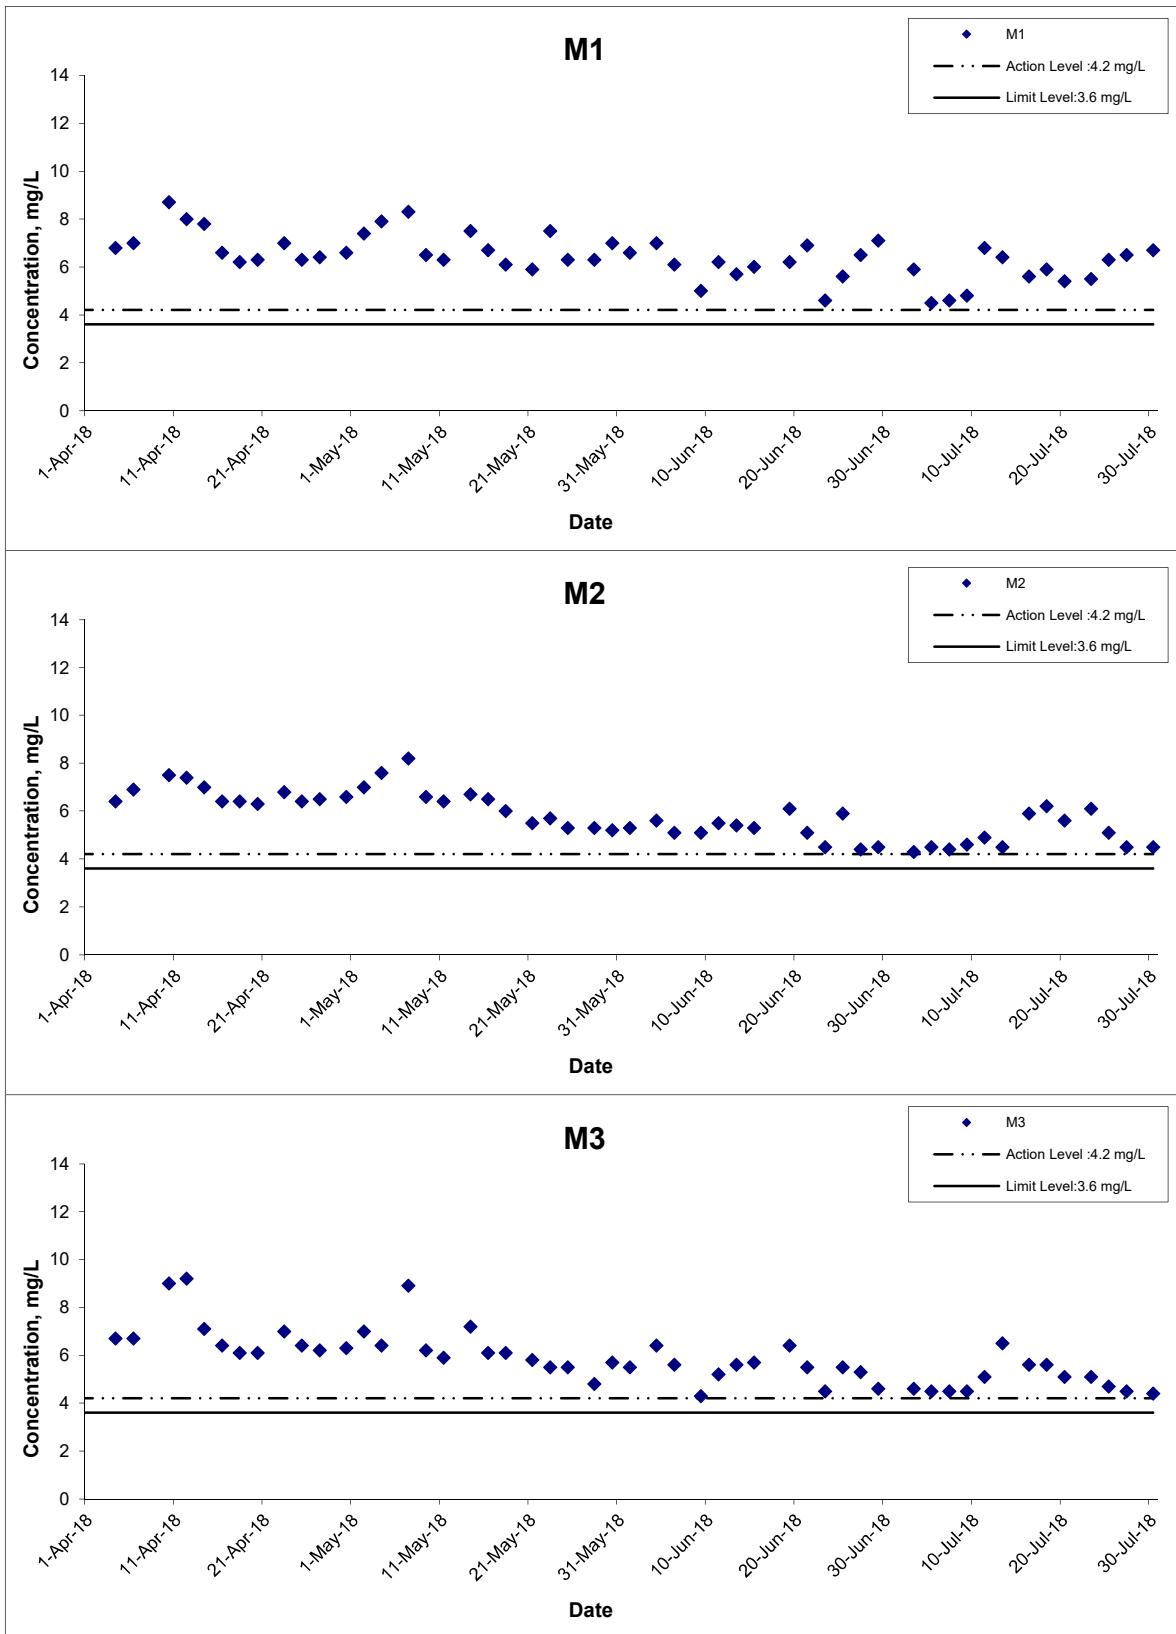 M1
M1
Action Level :4.2 mg/L
Limit Level:3.6 mg/L
Concentration, mg/L
14
12
10
8
6
4
2
0
1-Apr-18
11-Apr-18
21-Apr-18
1-May-18
11-May-18
21-May-18
31-May-18
10-Jun-18
20-Jun-18
30-Jun-18
10-Jul-18
20-Jul-18
30-Jul-18
Date
M2
M2
Action Level :4.2 mg/L
Limit Level:3.6 mg/L
Concentration, mg/L
14
12
10
8
6
4
2
0
1-Apr-18
11-Apr-18
21-Apr-18
1-May-18
11-May-18
21-May-18
31-May-18
10-Jun-18
20-Jun-18
30-Jun-18
10-Jul-18
20-Jul-18
30-Jul-18
Date
M3
M3
Action Level :4.2 mg/L
Limit Level:3.6 mg/L
Concentration, mg/L
14
12
10
8
6
4
2
0
1-Apr-18
11-Apr-18
21-Apr-18
1-May-18
11-May-18
21-May-18
31-May-18
10-Jun-18
20-Jun-18
30-Jun-18
10-Jul-18
20-Jul-18
30-Jul-18
Date